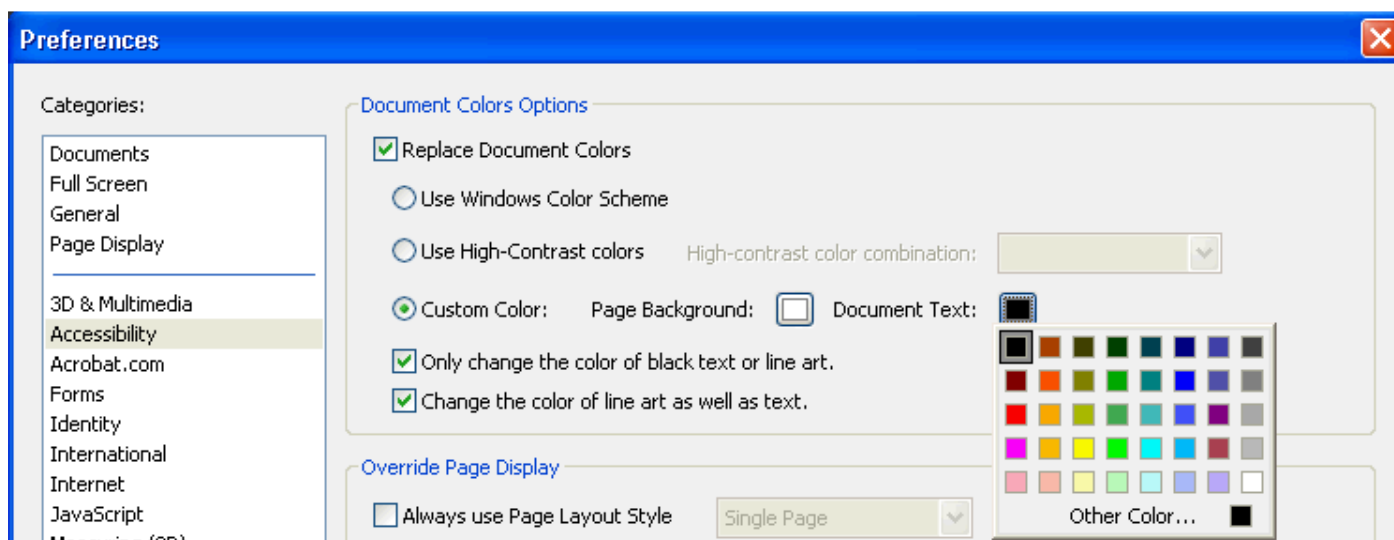 Preferences
Categories:
Documents
Full Screen
General
Page Display
3D & Multimedia
Accessibility
Acrobat.com
Forms
Identity
International
Internet
JavaScript
Document Colors Options
Replace Document Colors
Use Windows Color Scheme
Use High-Contrast colors High-contrast color combination:
Custom Color: Page Background: Document Text:
Only change the color of black text or line art.
Change the color of line art as well as text.
Other Color...
Override Page Display
Always use Page Layout Style Single Page